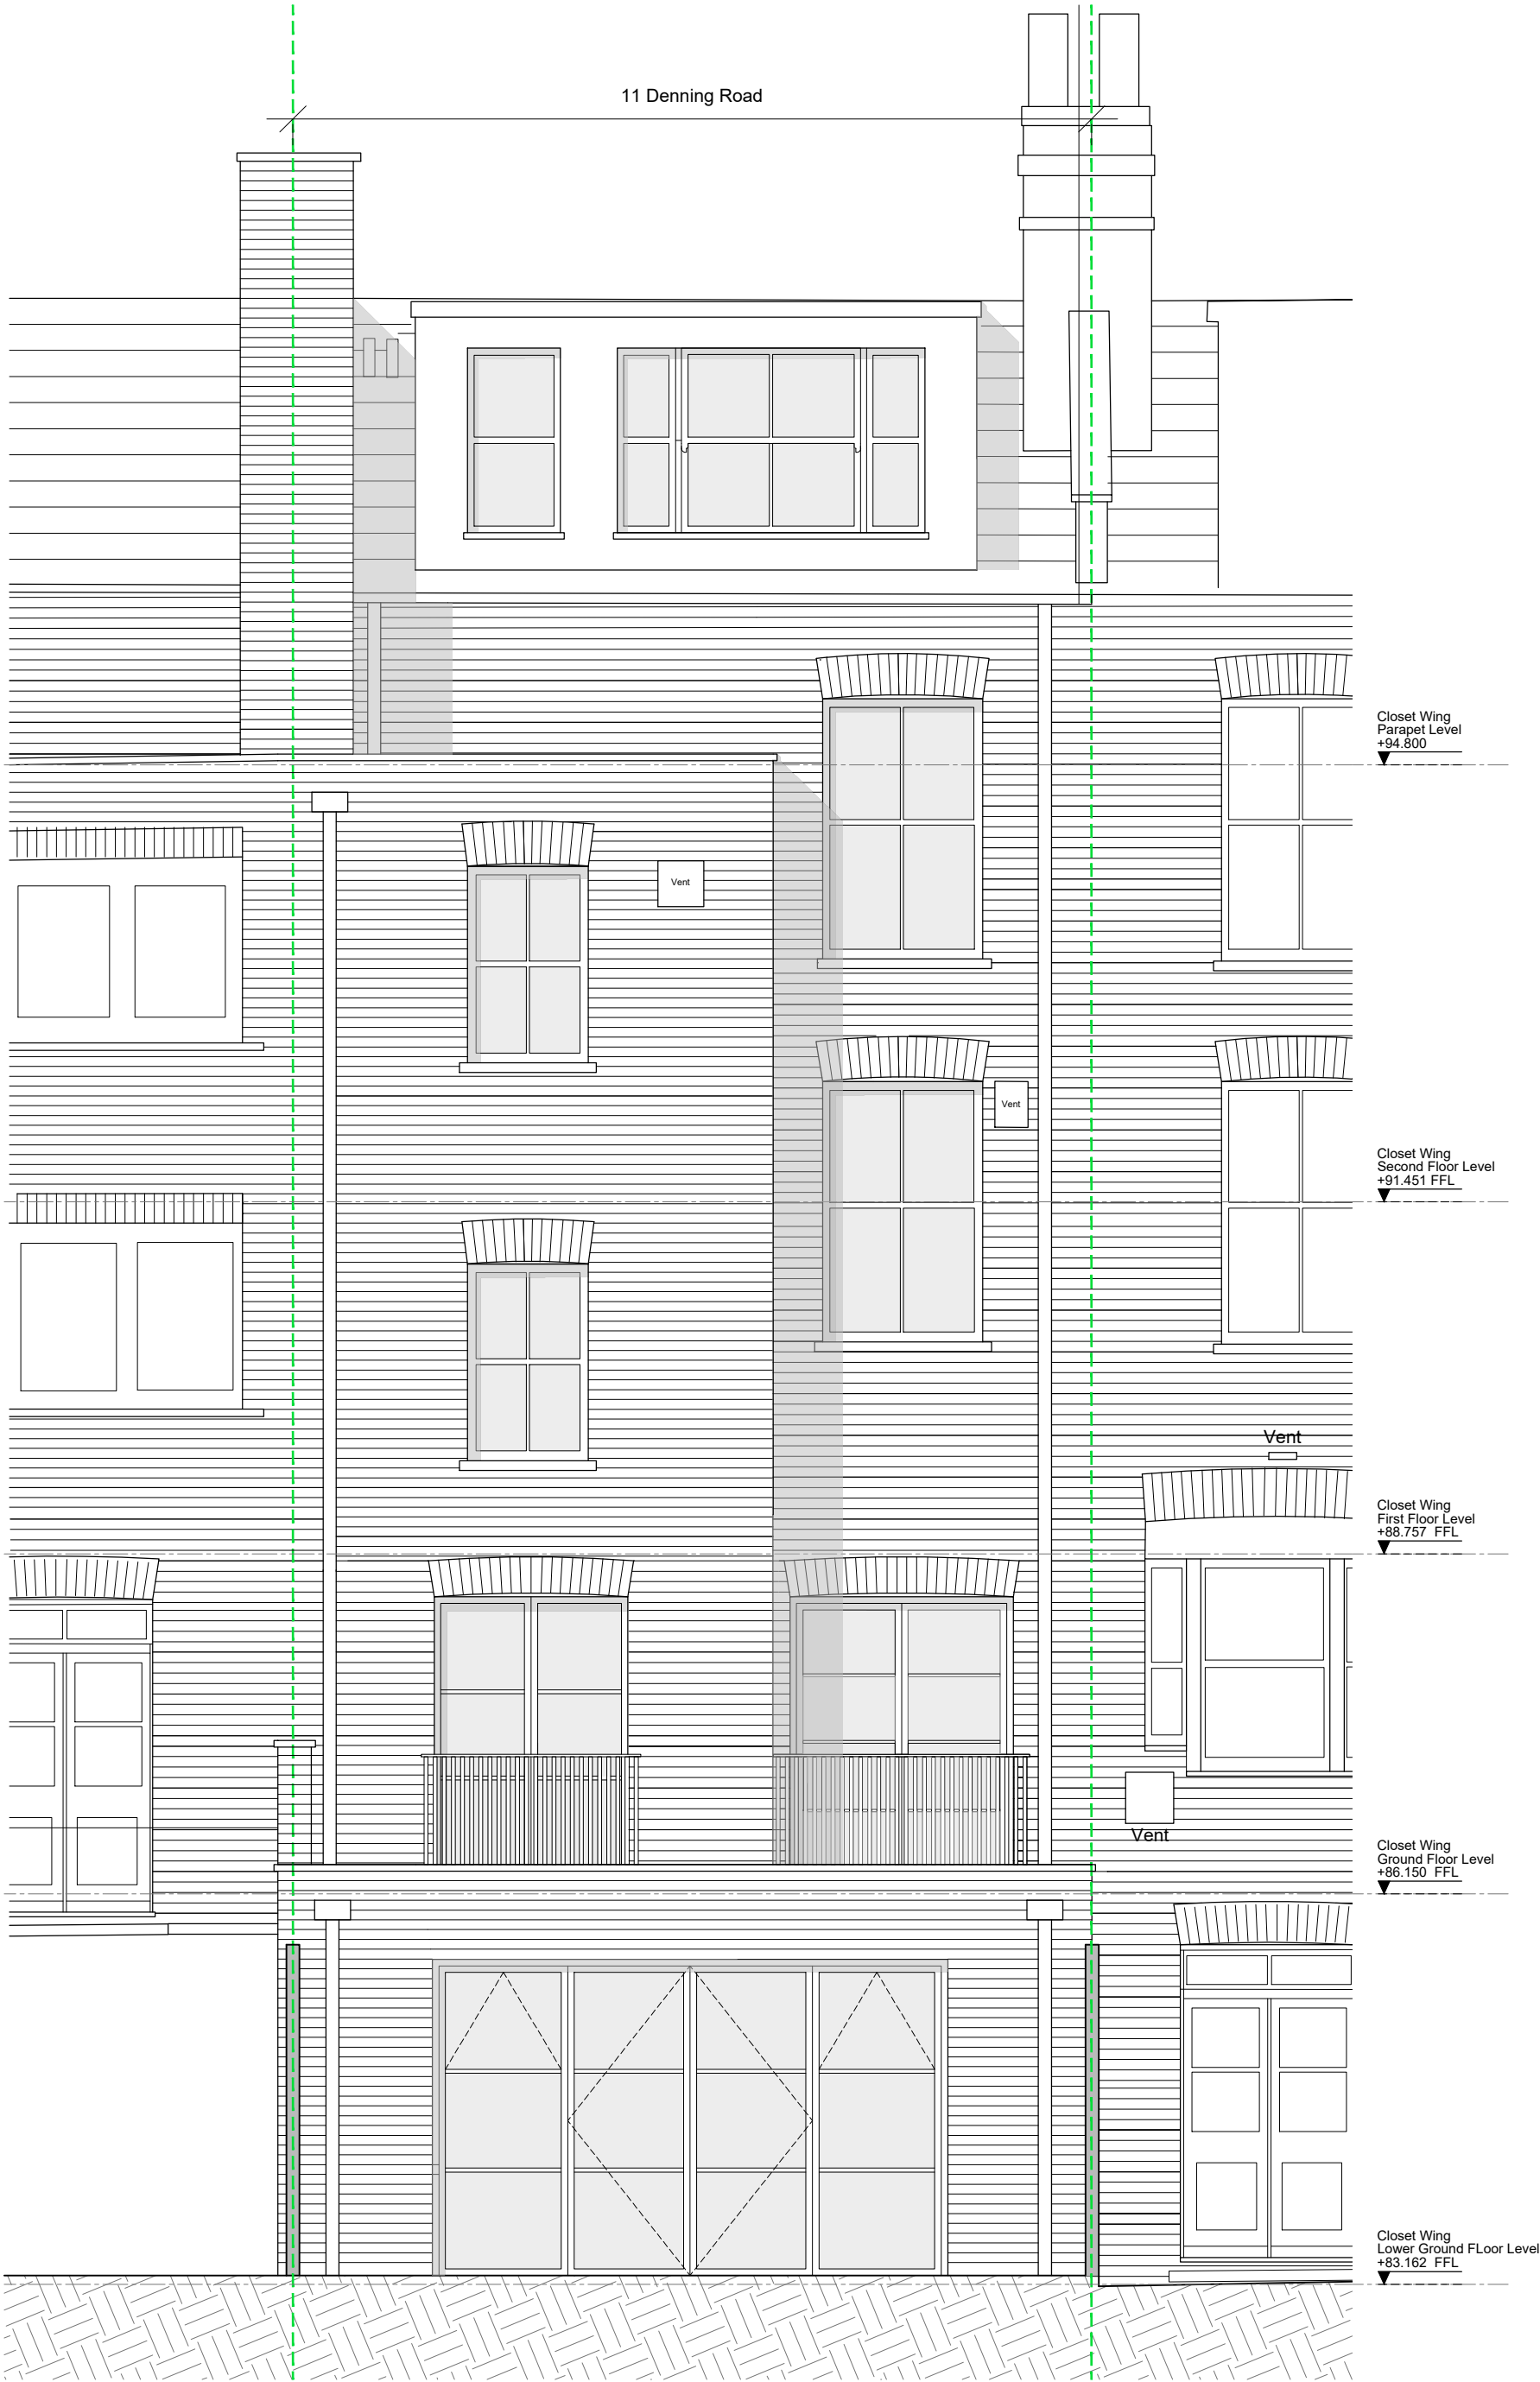 11 Denning Road
Closet Wing
Parapet Level
+94.800
Vent
Vent
Closet Wing
Second Floor Level
+91.451 FFL
Vent
Closet Wing
First Floor Level
+88.757 FFL
Vent
Closet Wing
Ground Floor Level
+86.150 FFL
Closet Wing
Lower Ground FLoor Level
+83.162 FFL